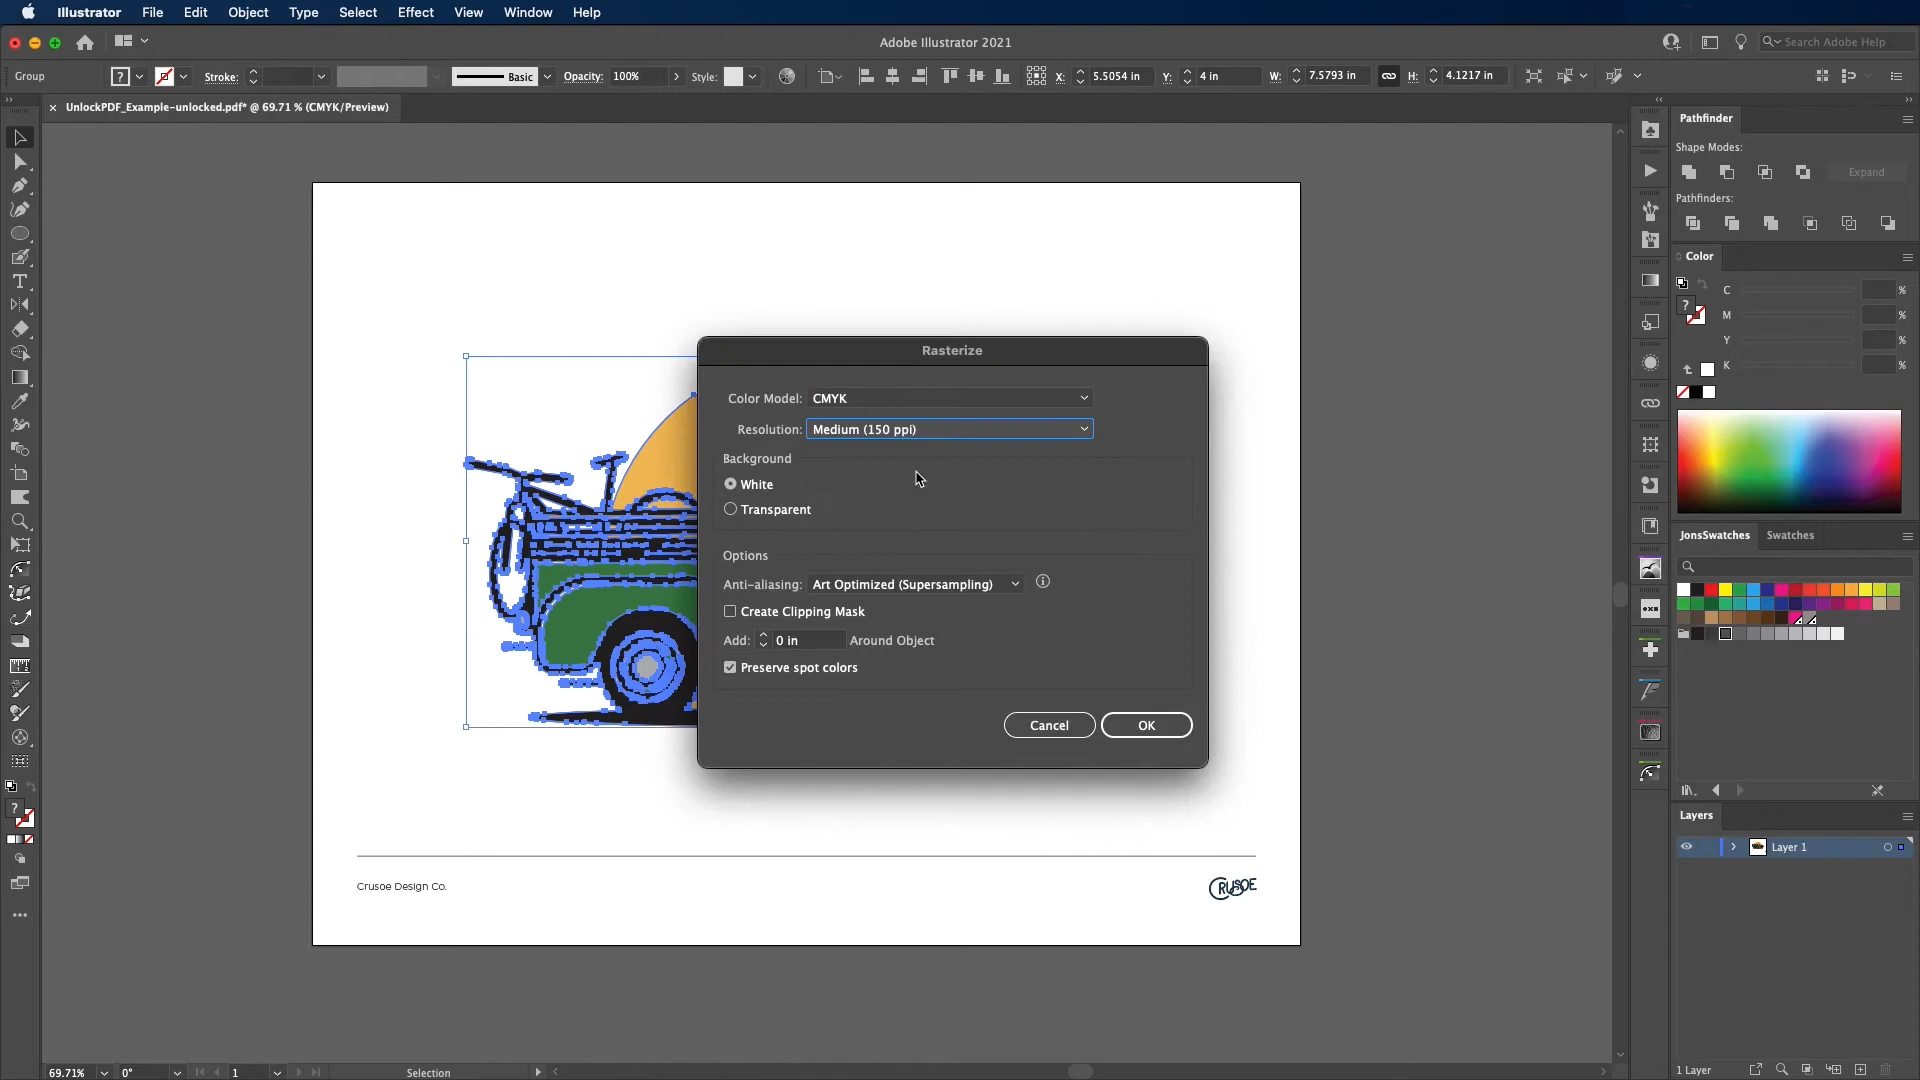 Illustrator File Edit Object Type Select Effect View Window Help
Adobe Illustrator 2021
Search Adobe Help
Group ? Stroke: Basic Opacity: 100% Style: X: 5.5054 in Y: 4 in W: 7.5793 in H: 4.1217 in
UnlockPDF_Example-unlocked.pdf* @ 69.71 % (CMYK/Preview)
Pathfinder
Shape Modes:
Expand
Pathfinders:
Color
C %
M %
Y %
K %
?
Rasterize
Color Model: CMYK
Resolution: Medium (150 ppi)
Background
White
Transparent
Options
Anti-aliasing: Art Optimized (Supersampling)
Create Clipping Mask
Add: 0 in Around Object
Preserve spot colors
Cancel OK
JonsSwatches Swatches
Layers
Layer 1
Crusoe Design Co.
CRUSOE
?
69.71% 0° 1 Selection
1 Layer